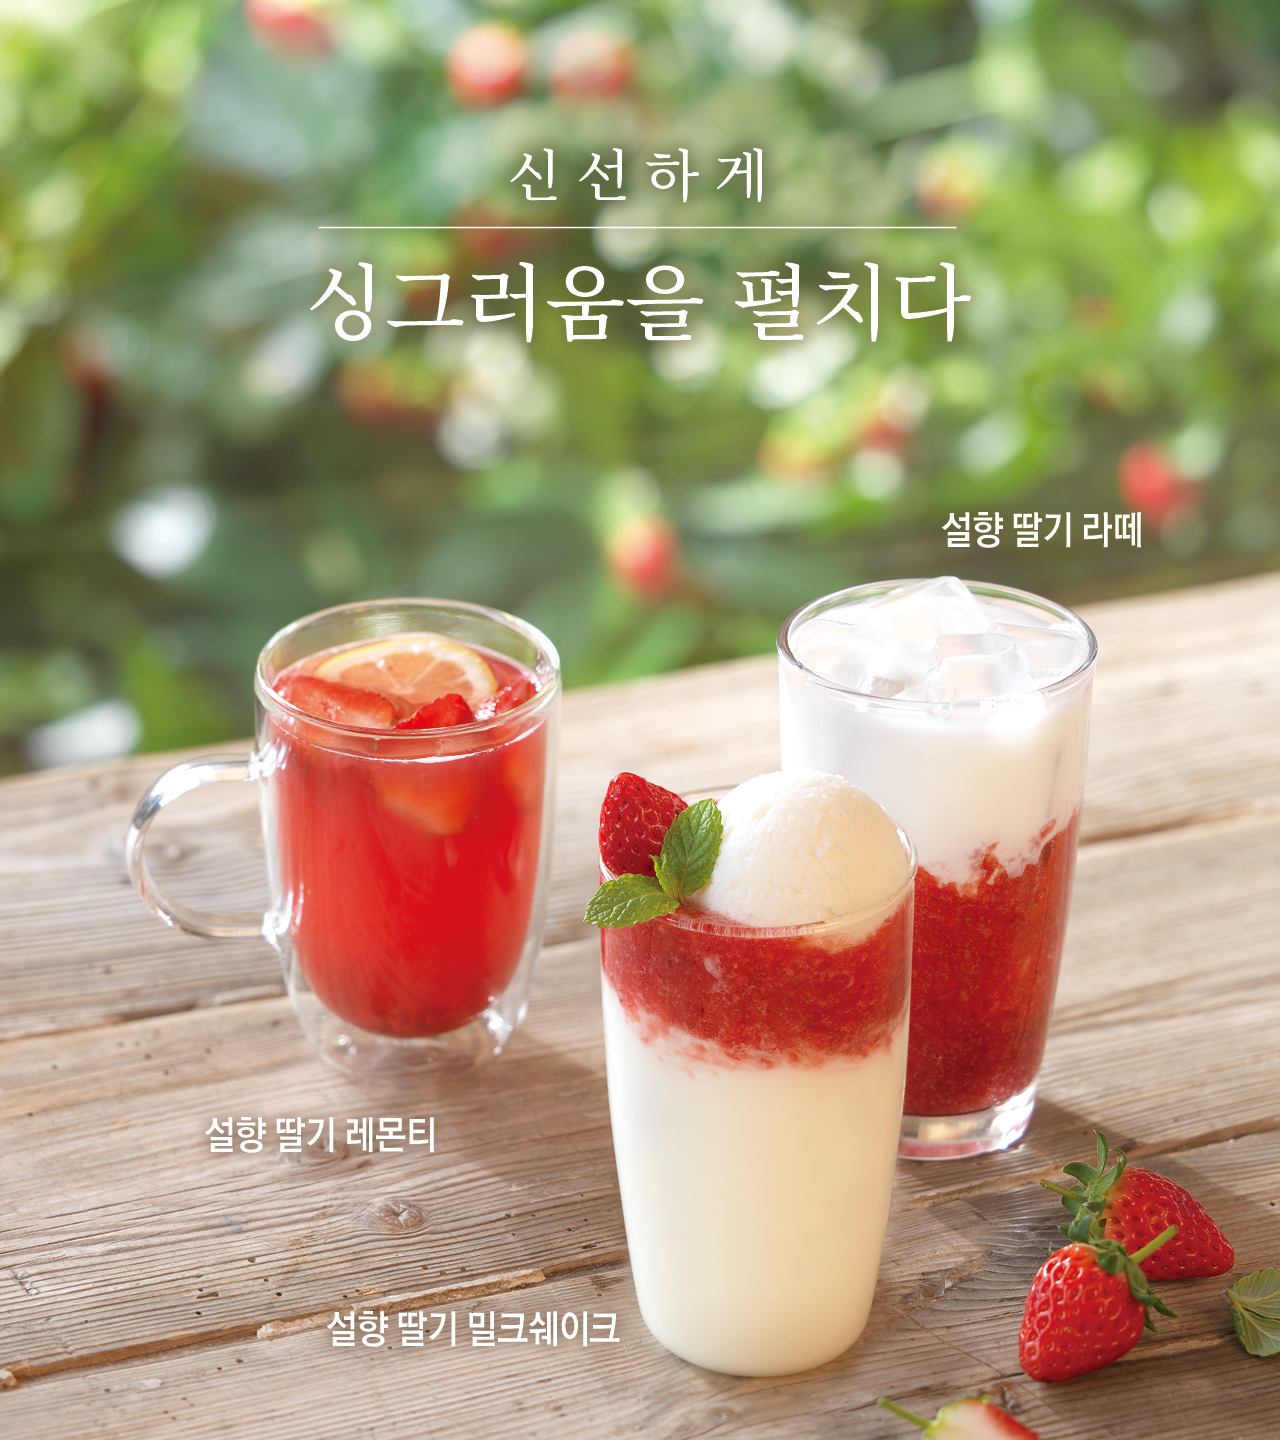 신선하게
싱그러움을 펼치다
설향 딸기 라떼
설향 딸기 레몬티
설향 딸기 밀크쉐이크